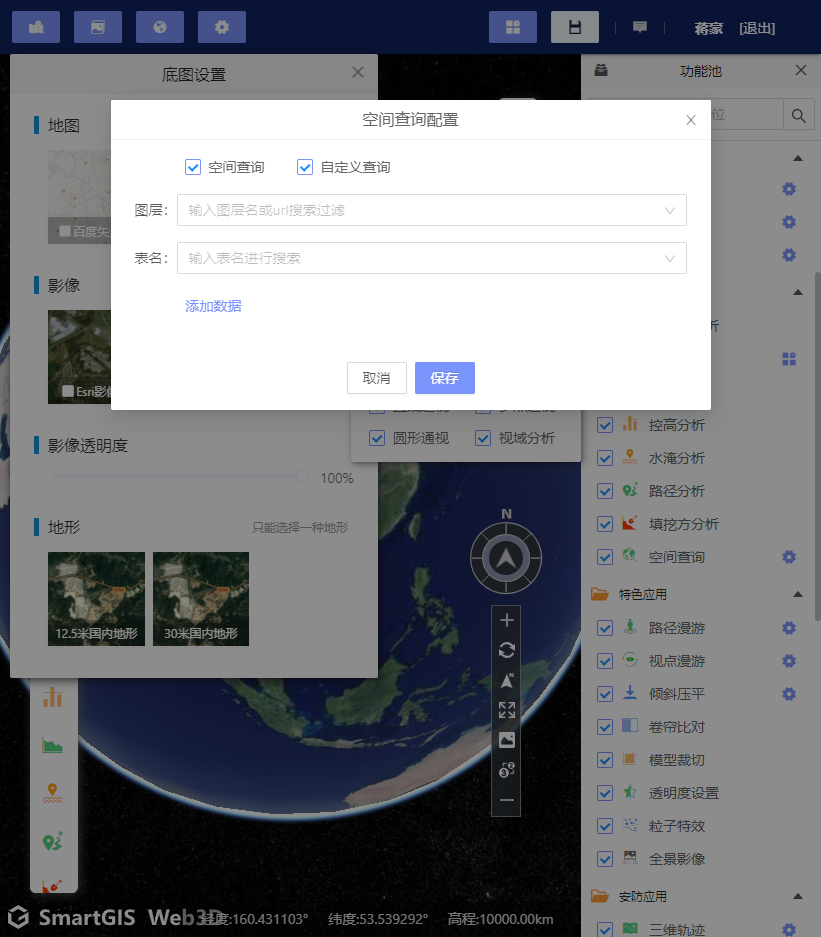 蒋家 [退出]
底图设置
功能池
地图
位
空间查询配置
空间查询 自定义查询
图层: 输入图层名或url搜索过滤
表名: 输入表名进行搜索
添加数据
取消 保存
百度矢
影像
Esri影像
影像透明度
100%
地形 只能选择一种地形
12.5米国内地形 30米国内地形
圆形通视 视域分析
析
控高分析
水淹分析
路径分析
填挖方分析
空间查询
特色应用
路径漫游
视点漫游
倾斜压平
卷帘比对
模型裁切
透明度设置
粒子特效
全景影像
安防应用
三维轨迹
N
SmartGIS Web3D
经度:160.431103° 纬度:53.539292° 高程:10000.00km